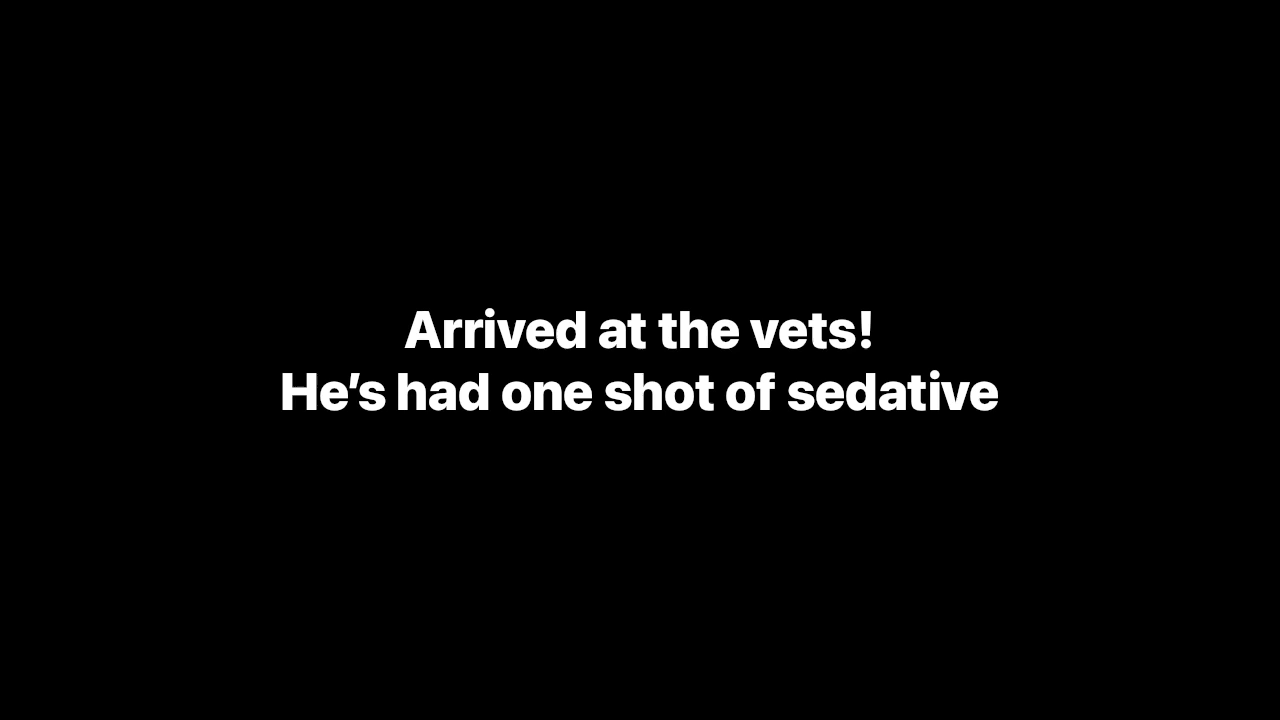 Arrived at the vets!
He’s had one shot of sedative